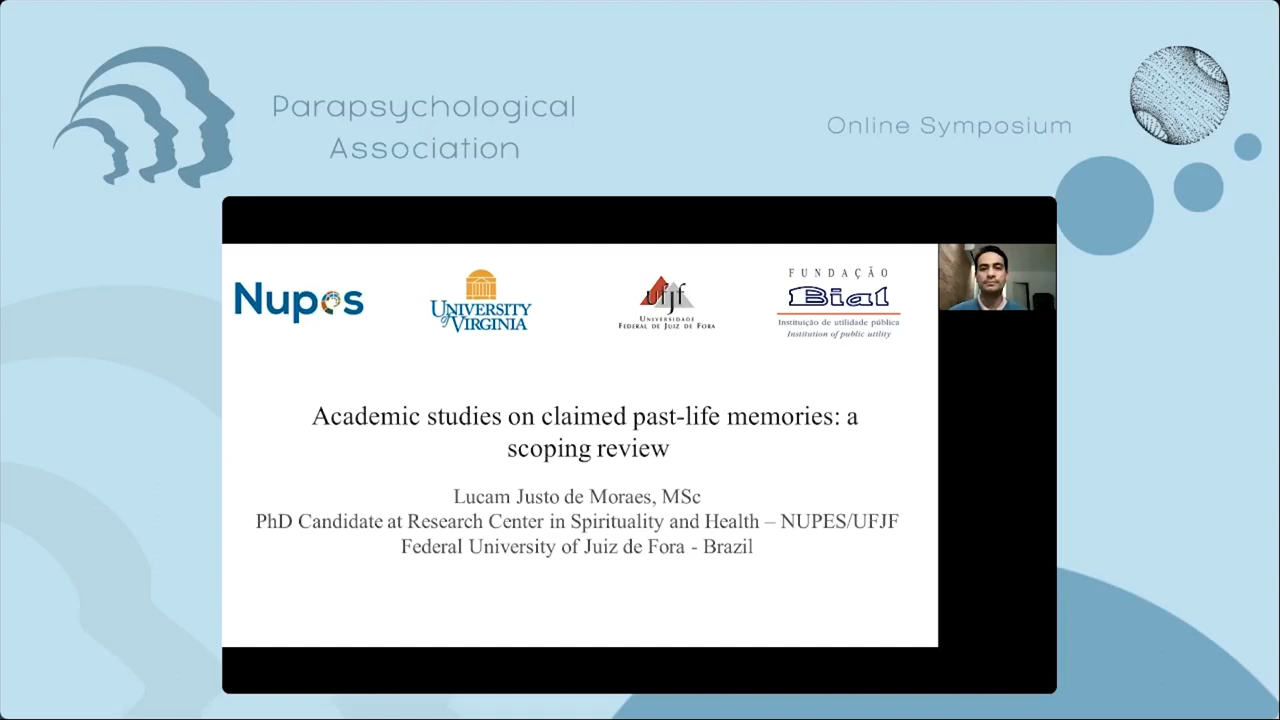 Parapsychological
Association
Online Symposium
Nupes
UNIVERSITY
of VIRGINIA
ufjf
UNIVERSIDADE
FEDERAL DE JUIZ DE FORA
FUNDAÇÃO
Bial
Instituição de utilidade pública
Institution of public utility
Academic studies on claimed past-life memories: a
scoping review
Lucam Justo de Moraes, MSc
PhD Candidate at Research Center in Spirituality and Health – NUPES/UFJF
Federal University of Juiz de Fora - Brazil